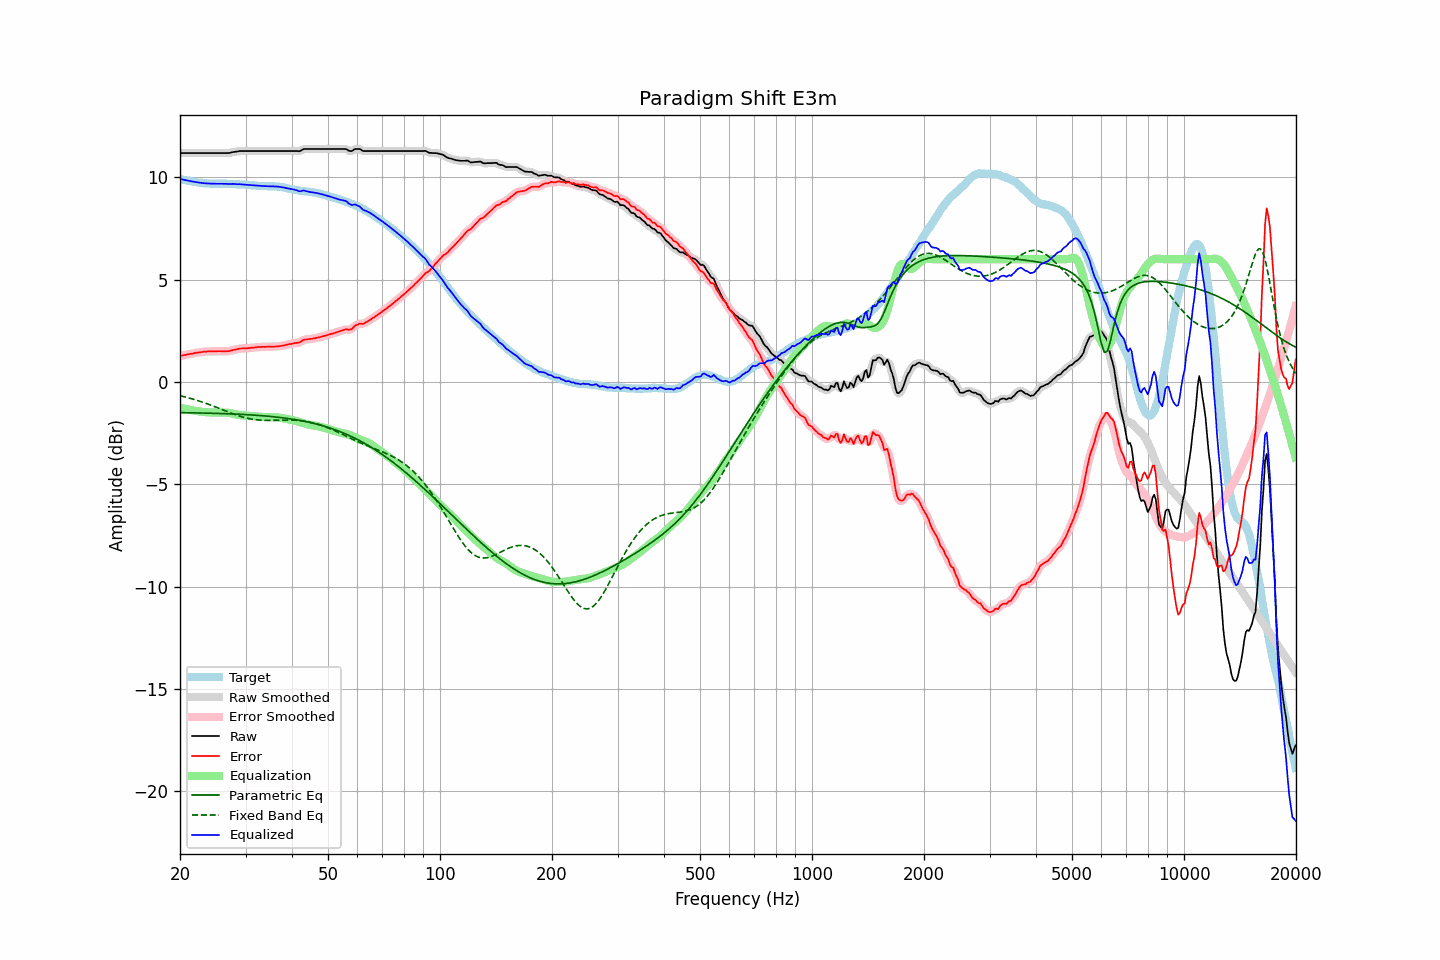 Paradigm Shift E3m
Amplitude (dBr)
10
5
0
−5
−10
−15
−20
Target
Raw Smoothed
Error Smoothed
Raw
Error
Equalization
Parametric Eq
Fixed Band Eq
Equalized
20 50 100 200 500 1000 2000 5000 10000 20000
Frequency (Hz)